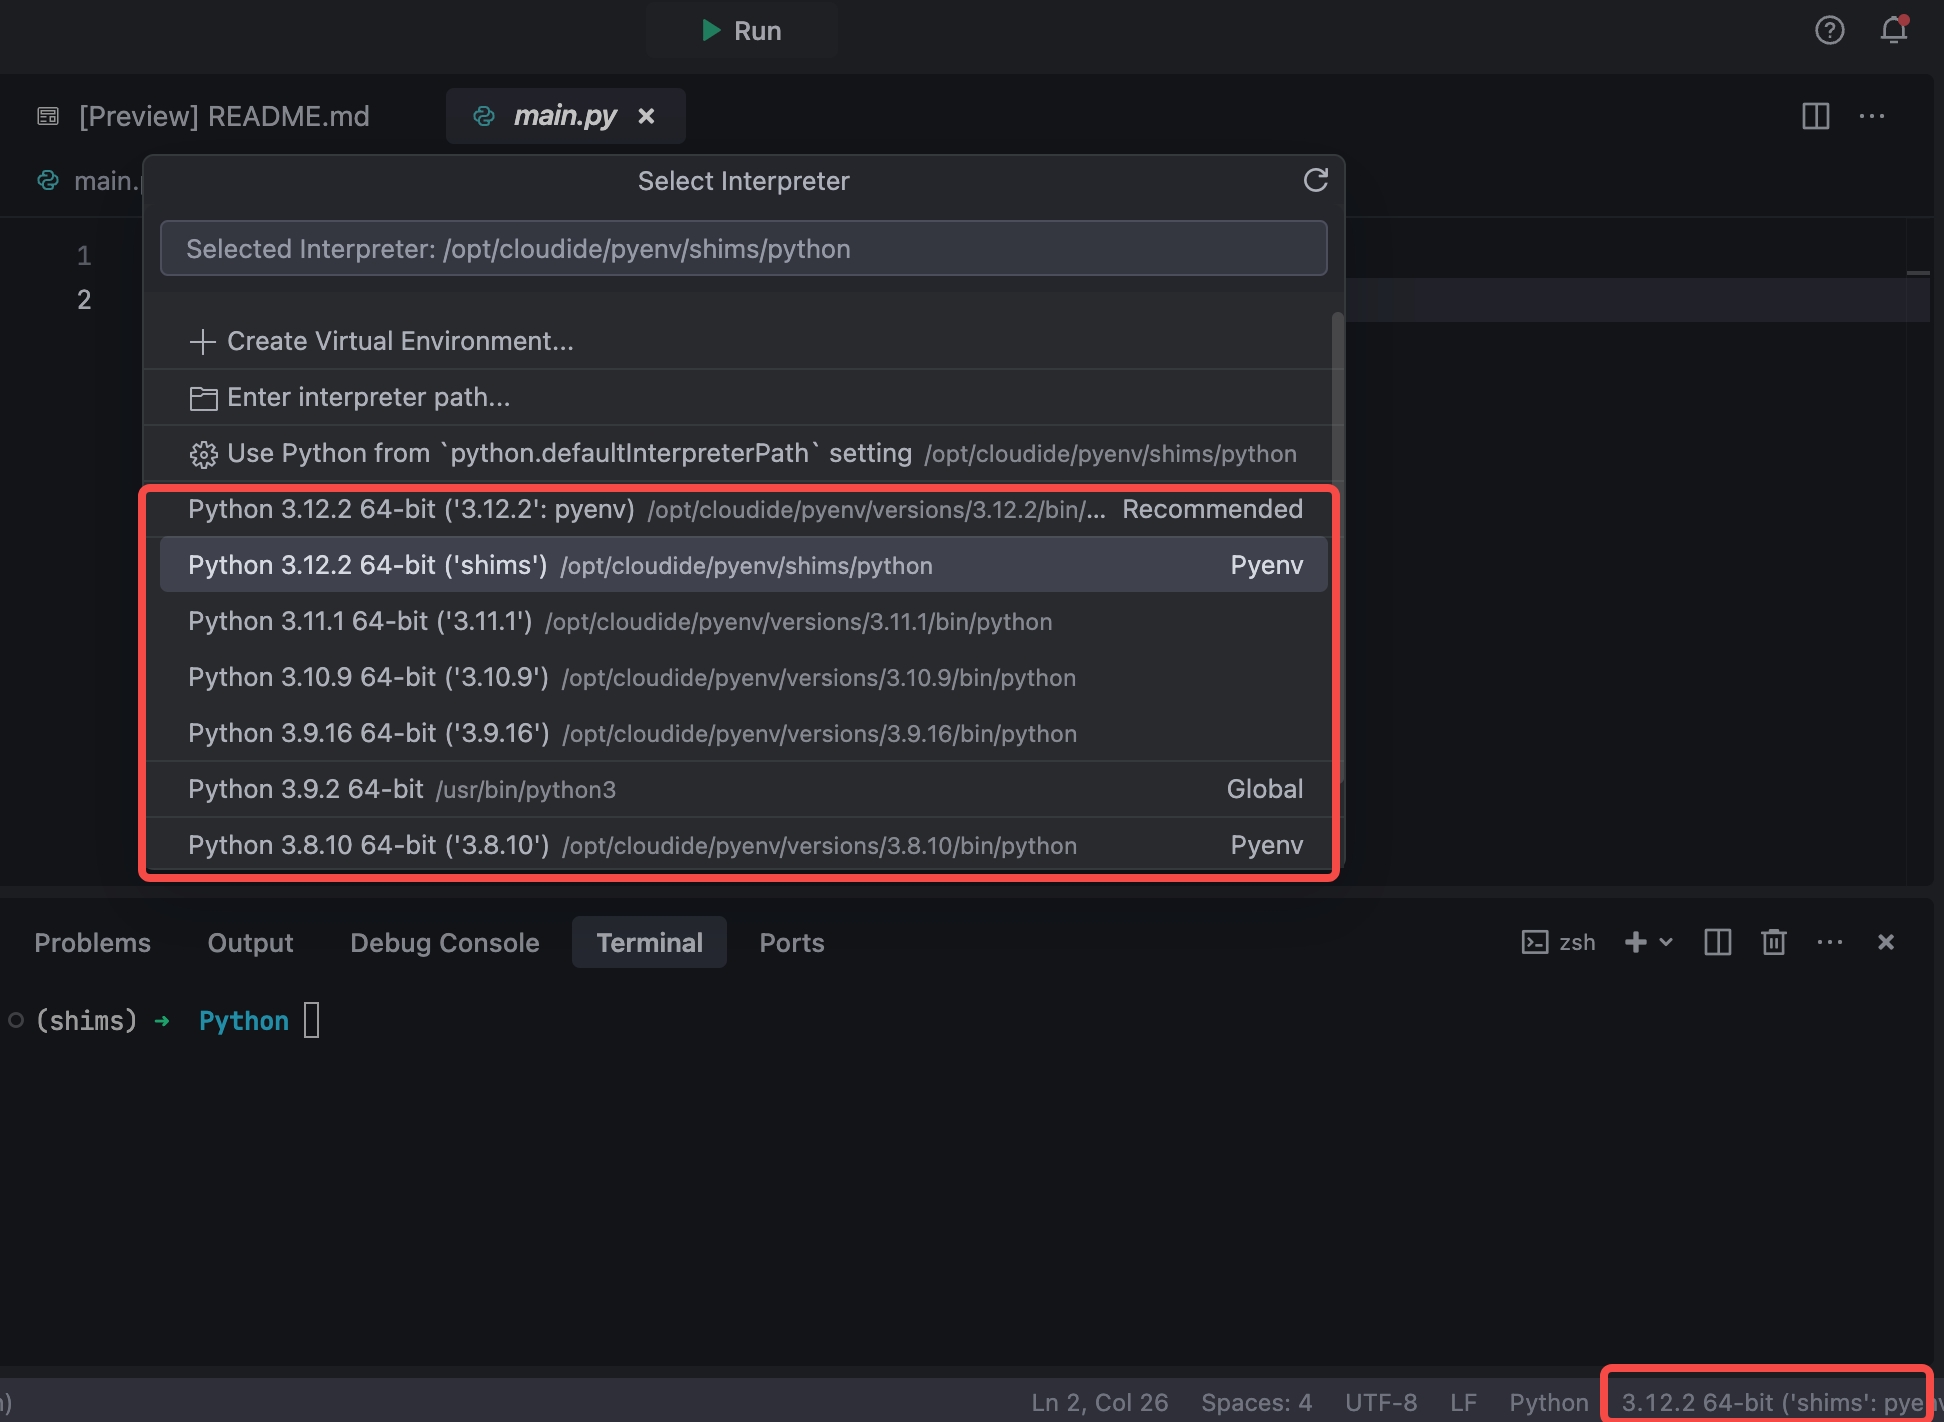 Run
[Preview] README.md
main.py
main.
Select Interpreter
Selected Interpreter: /opt/cloudide/pyenv/shims/python
1
2
Create Virtual Environment...
Enter interpreter path...
Use Python from `python.defaultInterpreterPath` setting /opt/cloudide/pyenv/shims/python
Python 3.12.2 64-bit ('3.12.2': pyenv) /opt/cloudide/pyenv/versions/3.12.2/bin/... Recommended
Python 3.12.2 64-bit ('shims') /opt/cloudide/pyenv/shims/python Pyenv
Python 3.11.1 64-bit ('3.11.1') /opt/cloudide/pyenv/versions/3.11.1/bin/python
Python 3.10.9 64-bit ('3.10.9') /opt/cloudide/pyenv/versions/3.10.9/bin/python
Python 3.9.16 64-bit ('3.9.16') /opt/cloudide/pyenv/versions/3.9.16/bin/python
Python 3.9.2 64-bit /usr/bin/python3 Global
Python 3.8.10 64-bit ('3.8.10') /opt/cloudide/pyenv/versions/3.8.10/bin/python Pyenv
Problems Output Debug Console Terminal Ports zsh
(shims) ➜ Python
Ln 2, Col 26 Spaces: 4 UTF-8 LF Python 3.12.2 64-bit ('shims': pyen